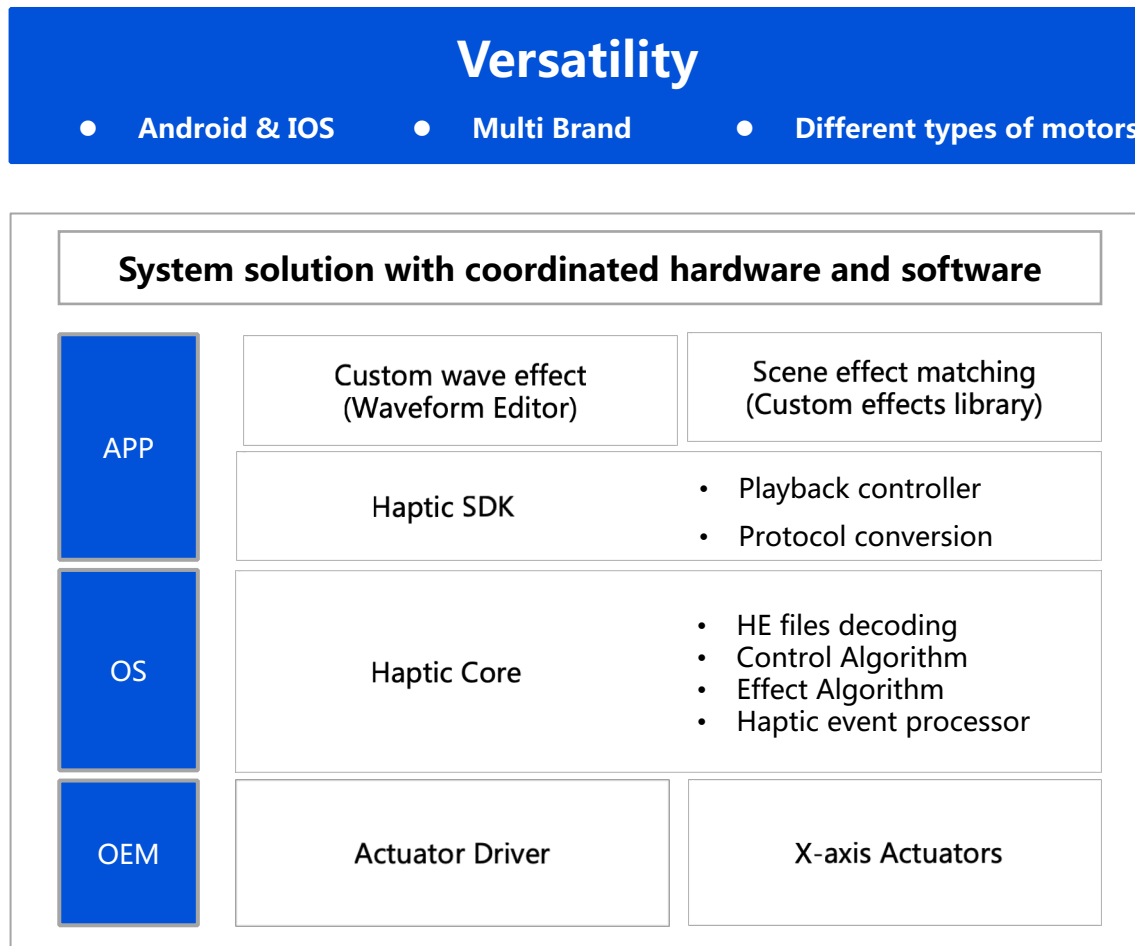 Versatility
● Android & IOS ● Multi Brand ● Different types of motors
System solution with coordinated hardware and software
APP
Custom wave effect
(Waveform Editor)
Scene effect matching
(Custom effects library)
Haptic SDK
• Playback controller
• Protocol conversion
OS
Haptic Core
• HE files decoding
• Control Algorithm
• Effect Algorithm
• Haptic event processor
OEM
Actuator Driver
X-axis Actuators